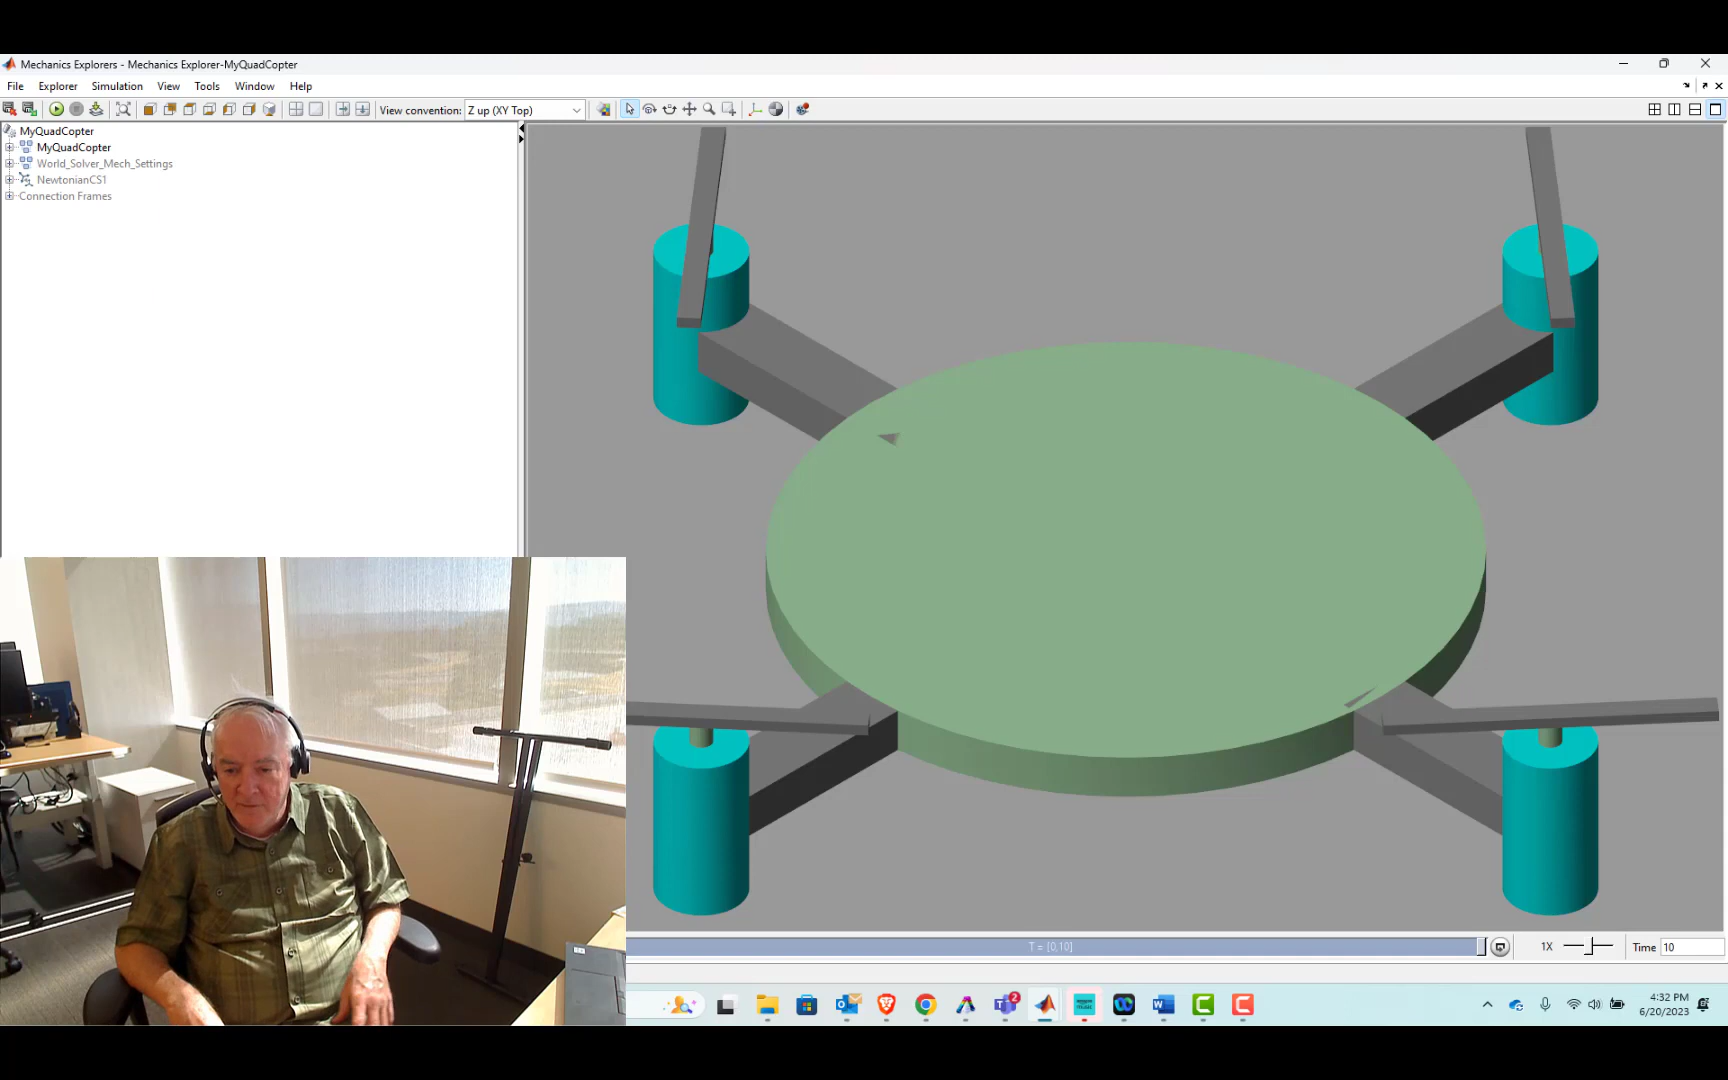 Mechanics Explorers - Mechanics Explorer-MyQuadCopter
File Explorer Simulation View Tools Window Help
View convention: Z up (XY Top)
MyQuadCopter
MyQuadCopter
World_Solver_Mech_Settings
NewtonianCS1
Connection Frames
T = [0,10]
1X
Time 10
2
4:32 PM
6/20/2023